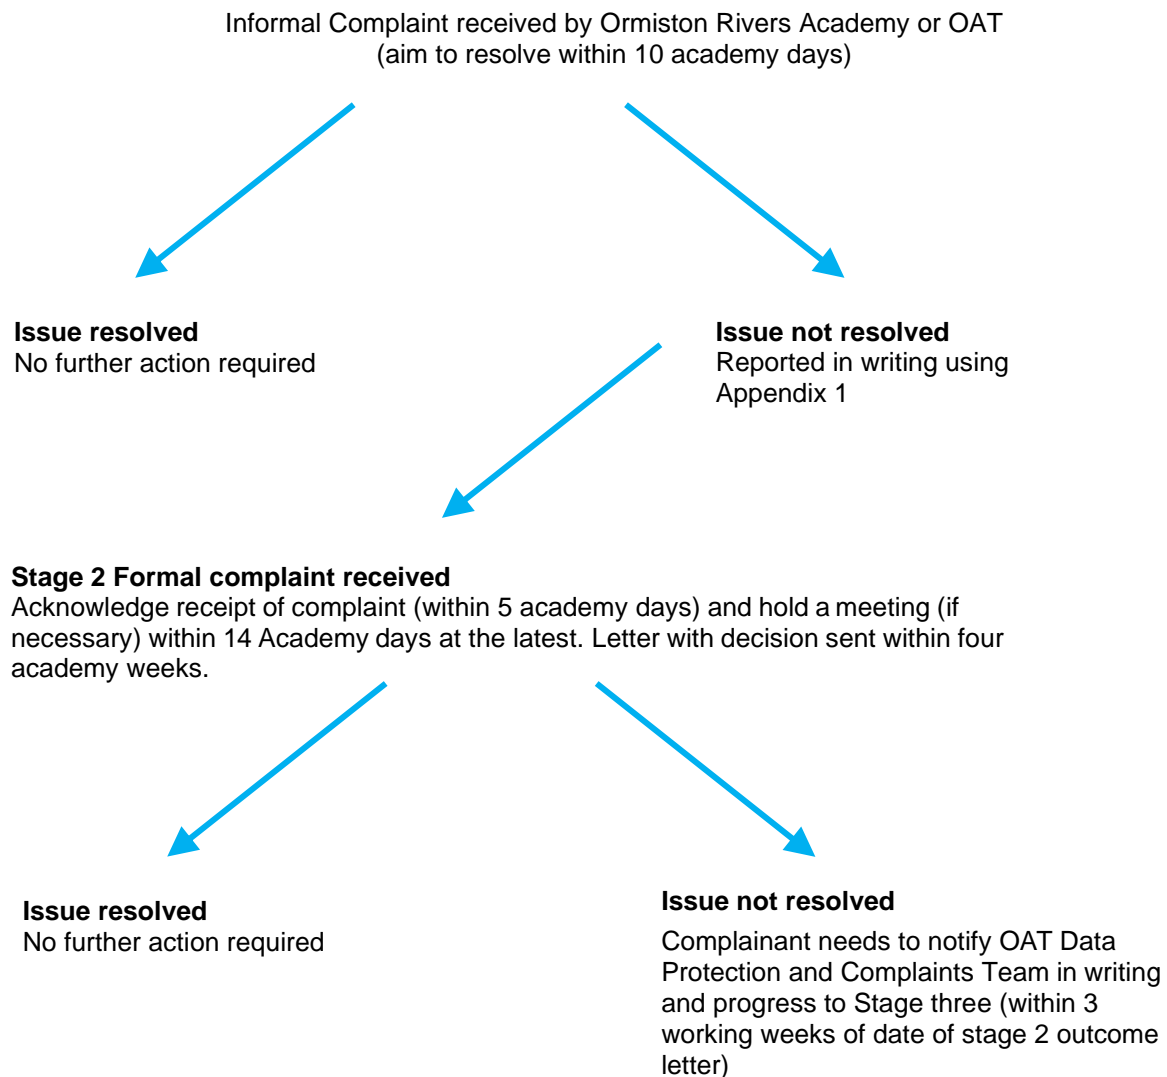 Informal Complaint received by Ormiston Rivers Academy or OAT
(aim to resolve within 10 academy days)
Issue resolved
No further action required
Issue not resolved
Reported in writing using
Appendix 1
Stage 2 Formal complaint received
Acknowledge receipt of complaint (within 5 academy days) and hold a meeting (if
necessary) within 14 Academy days at the latest. Letter with decision sent within four
academy weeks.
Issue resolved
No further action required
Issue not resolved
Complainant needs to notify OAT Data
Protection and Complaints Team in writing
and progress to Stage three (within 3
working weeks of date of stage 2 outcome
letter)